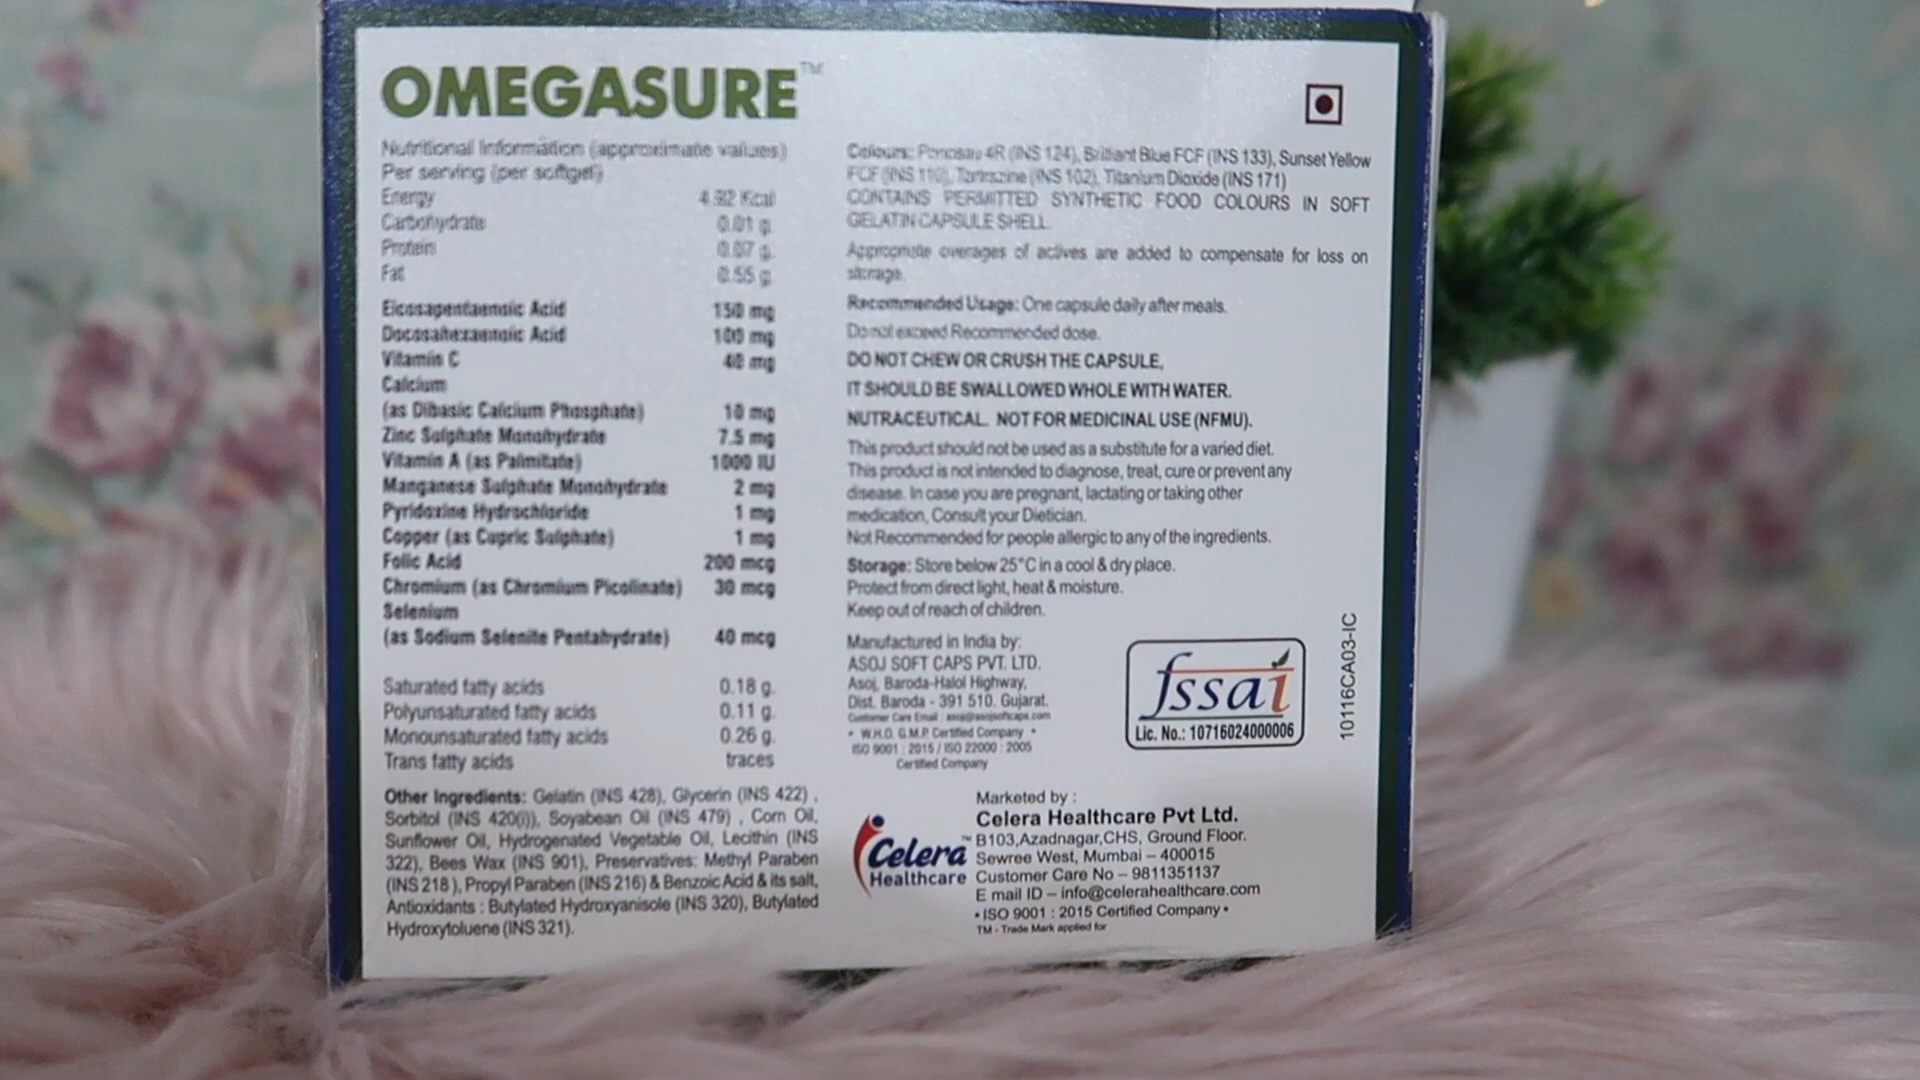 OMEGASURE™
Nutritional Information (approximate values)
Per serving (per softgel)
Energy 4.92 Kcal
Carbohydrate 0.01 g.
Protein 0.07 g.
Fat 0.55 g
Eicosapentaenoic Acid 150 mg
Docosahexaenoic Acid 100 mg
Vitamin C 40 mg
Calcium
(as Dibasic Calcium Phosphate) 10 mg
Zinc Sulphate Monohydrate 7.5 mg
Vitamin A (as Palmitate) 1000 IU
Manganese Sulphate Monohydrate 2 mg
Pyridoxine Hydrochloride 1 mg
Copper (as Cupric Sulphate) 1 mg
Folic Acid 200 mcg
Chromium (as Chromium Picolinate) 30 mcg
Selenium
(as Sodium Selenite Pentahydrate) 40 mcg
Saturated fatty acids 0.18 g.
Polyunsaturated fatty acids 0.11 g.
Monounsaturated fatty acids 0.26 g.
Trans fatty acids traces
Other Ingredients: Gelatin (INS 428), Glycerin (INS 422) ,
Sorbitol (INS 420(i)), Soyabean Oil (INS 479) , Corn Oil,
Sunflower Oil, Hydrogenated Vegetable Oil, Lecithin (INS
322), Bees Wax (INS 901), Preservatives: Methyl Paraben
(INS 218 ), Propyl Paraben (INS 216) & Benzoic Acid & its salt,
Antioxidants : Butylated Hydroxyanisole (INS 320), Butylated
Hydroxytoluene (INS 321).
Colours: Ponceau 4R (INS 124), Brilliant Blue FCF (INS 133), Sunset Yellow
FCF (INS 110), Tartrazine (INS 102), Titanium Dioxide (INS 171)
CONTAINS PERMITTED SYNTHETIC FOOD COLOURS IN SOFT
GELATIN CAPSULE SHELL.
Appropriate overages of actives are added to compensate for loss on
storage.
Recommended Usage: One capsule daily after meals.
Do not exceed Recommended dose.
DO NOT CHEW OR CRUSH THE CAPSULE,
IT SHOULD BE SWALLOWED WHOLE WITH WATER.
NUTRACEUTICAL. NOT FOR MEDICINAL USE (NFMU).
This product should not be used as a substitute for a varied diet.
This product is not intended to diagnose, treat, cure or prevent any
disease. In case you are pregnant, lactating or taking other
medication, Consult your Dietician.
Not Recommended for people allergic to any of the ingredients.
Storage: Store below 25°C in a cool & dry place.
Protect from direct light, heat & moisture.
Keep out of reach of children.
Manufactured in India by:
ASOJ SOFT CAPS PVT. LTD.
Asoj, Baroda-Halol Highway,
Dist. Baroda - 391 510. Gujarat.
Customer Care Email : asoj@asojsoftcaps.com
• W.H.O. G.M.P. Certified Company •
ISO 9001 : 2015 / ISO 22000 : 2005
Certified Company
fssai
Lic. No.: 10716024000006
10116CA03-IC
Celera™
Healthcare
Marketed by :
Celera Healthcare Pvt Ltd.
B103,Azadnagar,CHS, Ground Floor.
Sewree West, Mumbai – 400015
Customer Care No – 9811351137
E mail ID – info@celerahealthcare.com
• ISO 9001 : 2015 Certified Company •
TM - Trade Mark applied for